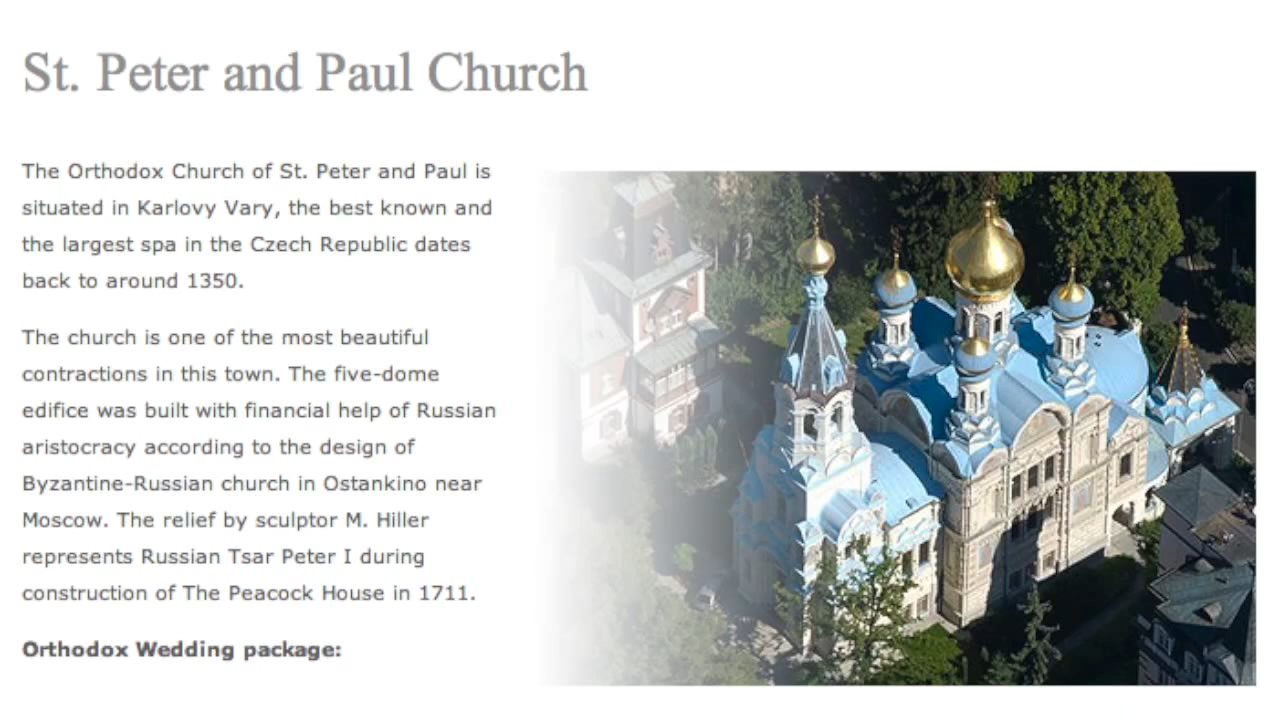 St. Peter and Paul Church
The Orthodox Church of St. Peter and Paul is
situated in Karlovy Vary, the best known and
the largest spa in the Czech Republic dates
back to around 1350.
The church is one of the most beautiful
contractions in this town. The five-dome
edifice was built with financial help of Russian
aristocracy according to the design of
Byzantine-Russian church in Ostankino near
Moscow. The relief by sculptor M. Hiller
represents Russian Tsar Peter I during
construction of The Peacock House in 1711.
Orthodox Wedding package: